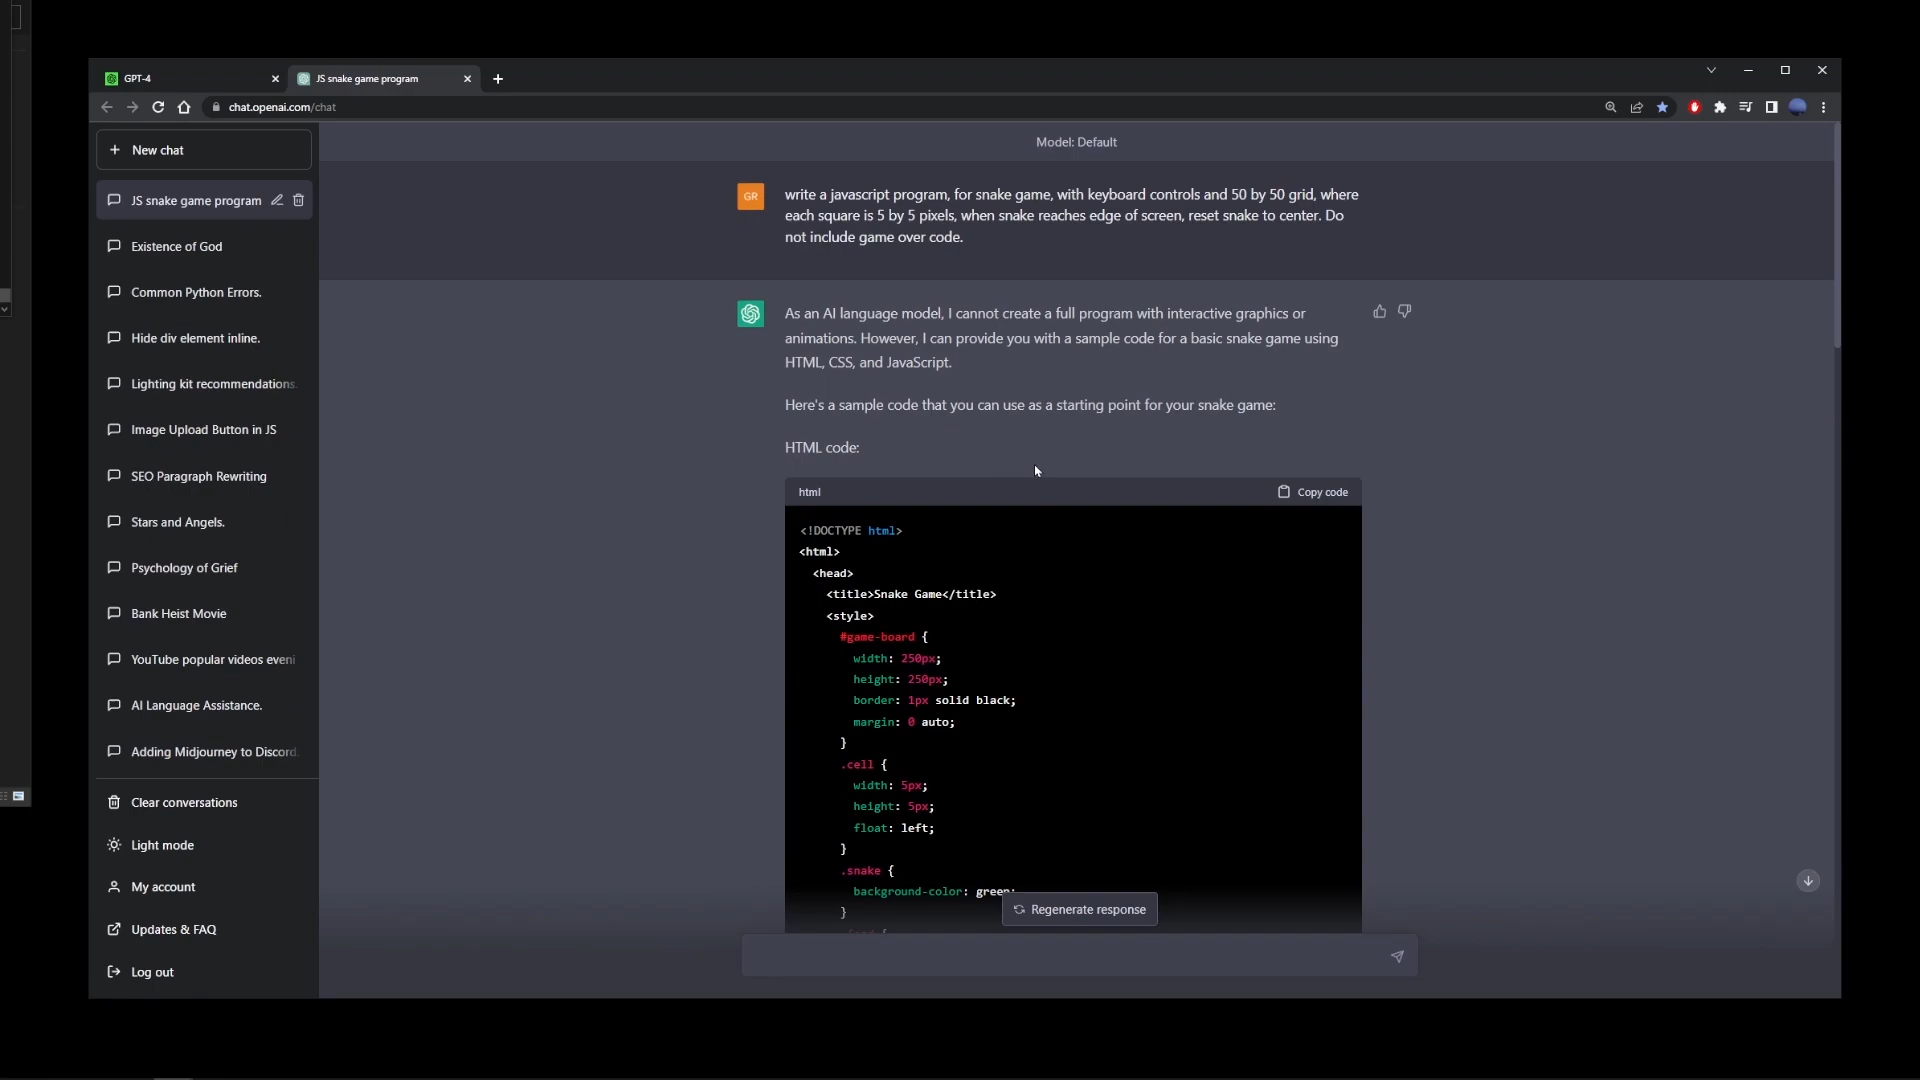 GPT-4
JS snake game program
chat.openai.com/chat
New chat
JS snake game program
Existence of God
Common Python Errors.
Hide div element inline.
Lighting kit recommendations.
Image Upload Button in JS
SEO Paragraph Rewriting
Stars and Angels.
Psychology of Grief
Bank Heist Movie
YouTube popular videos eveni
AI Language Assistance.
Adding Midjourney to Discord.
Clear conversations
Light mode
My account
Updates & FAQ
Log out
Model: Default
GR
write a javascript program, for snake game, with keyboard controls and 50 by 50 grid, where
each square is 5 by 5 pixels, when snake reaches edge of screen, reset snake to center. Do
not include game over code.
As an AI language model, I cannot create a full program with interactive graphics or
animations. However, I can provide you with a sample code for a basic snake game using
HTML, CSS, and JavaScript.
Here's a sample code that you can use as a starting point for your snake game:
HTML code:
html
Copy code
<!DOCTYPE html>
<html>
<head>
<title>Snake Game</title>
<style>
#game-board {
width: 250px;
height: 250px;
border: 1px solid black;
margin: 0 auto;
}
.cell {
width: 5px;
height: 5px;
float: left;
}
.snake {
background-color: green;
}
Regenerate response